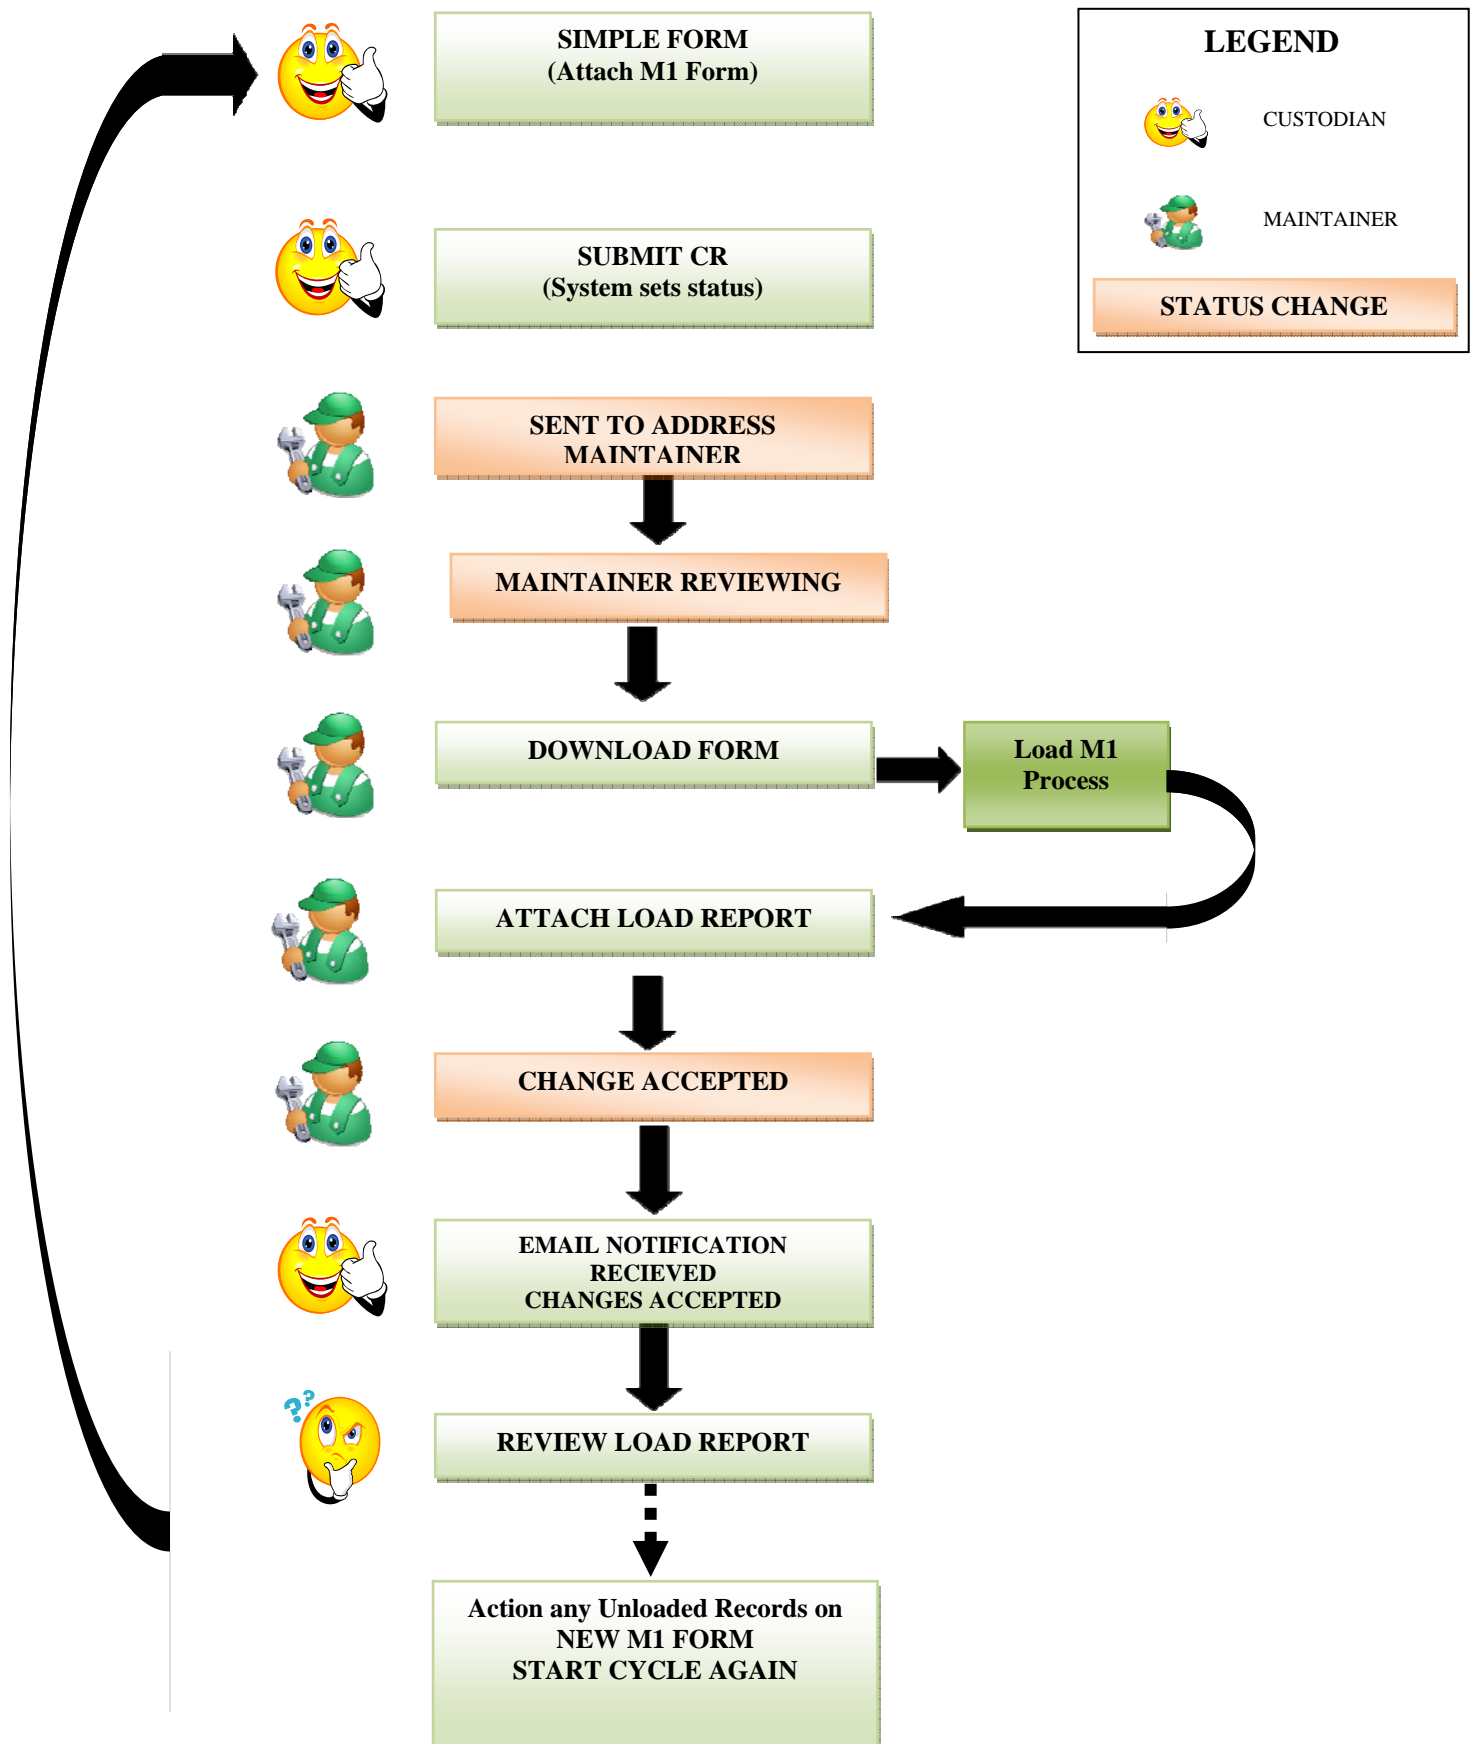 SIMPLE FORM
(Attach M1 Form)
LEGEND
CUSTODIAN
MAINTAINER
STATUS CHANGE
SUBMIT CR
(System sets status)
SENT TO ADDRESS
MAINTAINER
MAINTAINER REVIEWING
DOWNLOAD FORM
Load M1
Process
ATTACH LOAD REPORT
CHANGE ACCEPTED
EMAIL NOTIFICATION
RECIEVED
CHANGES ACCEPTED
??
REVIEW LOAD REPORT
Action any Unloaded Records on
NEW M1 FORM
START CYCLE AGAIN